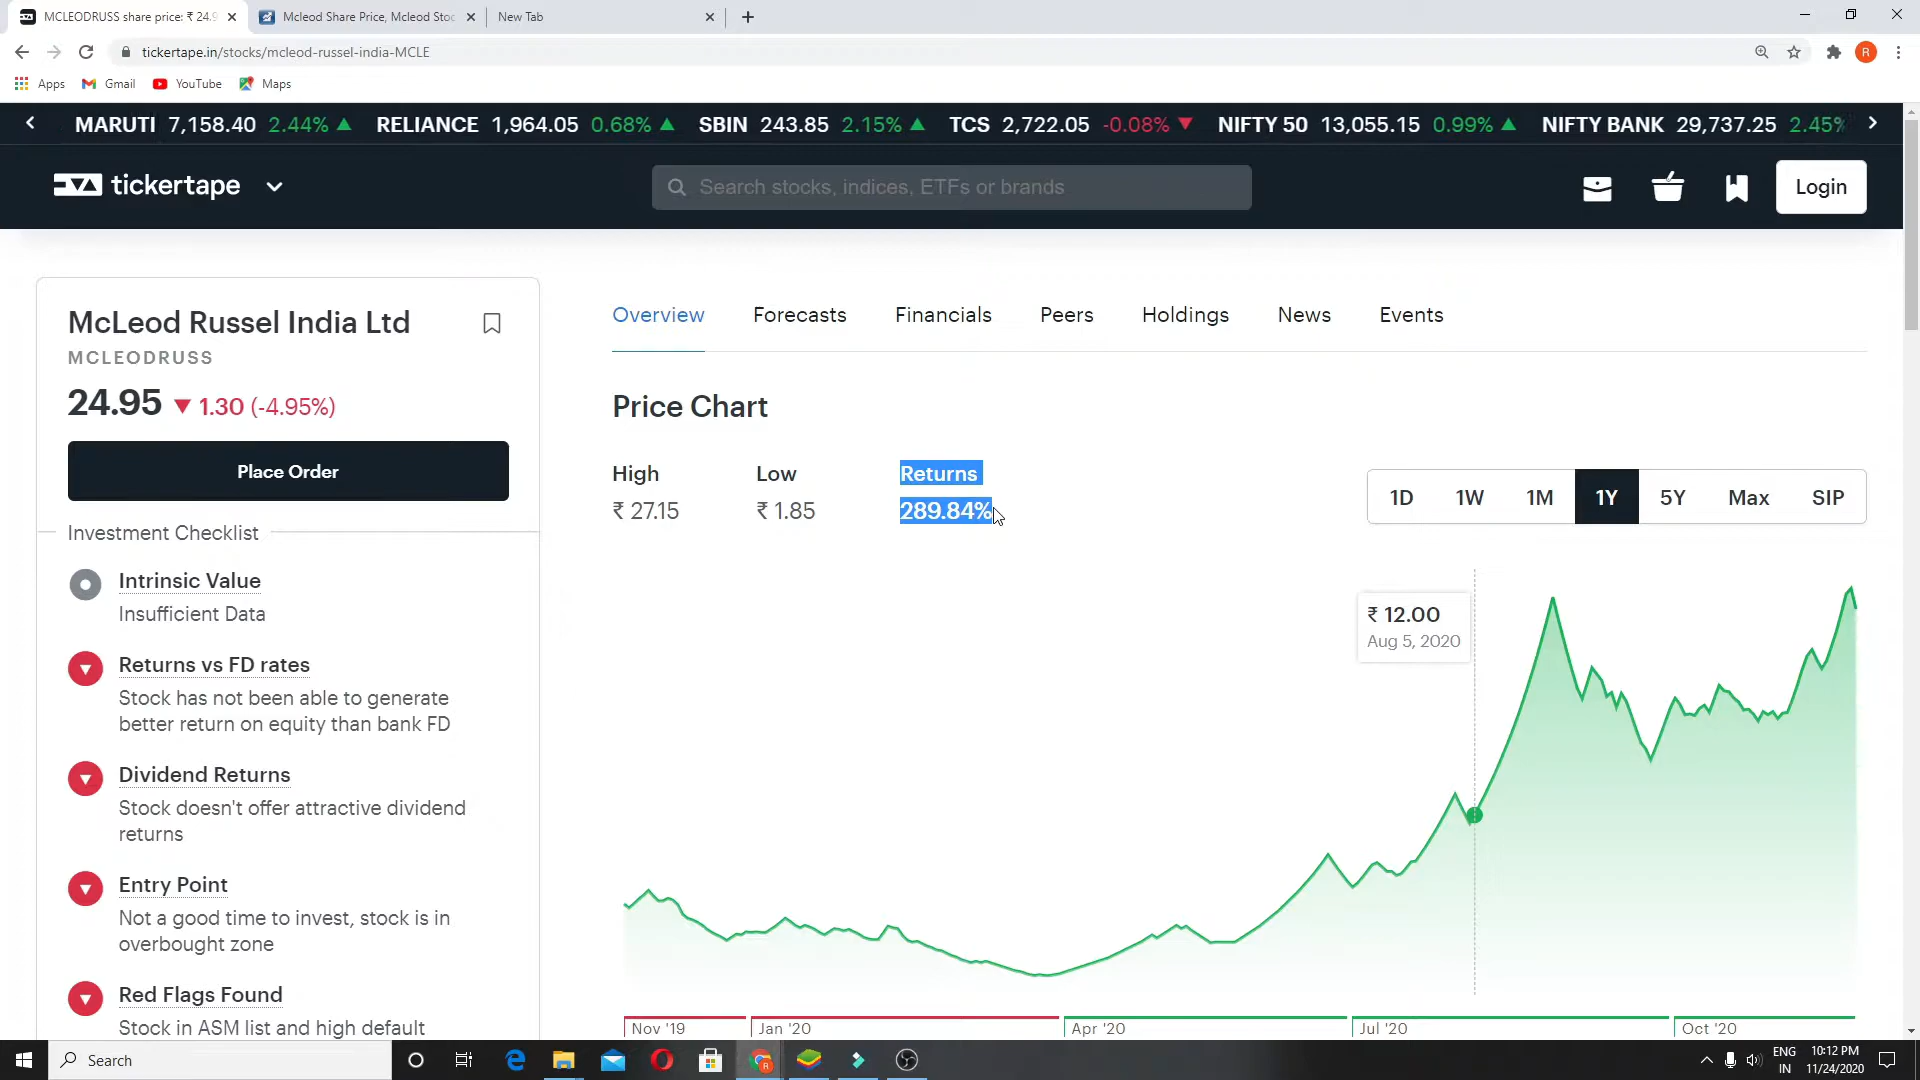 MCLEODRUSS share price: ₹ 24.9
Mcleod Share Price, Mcleod Stoc
New Tab
tickertape.in/stocks/mcleod-russel-india-MCLE
R
Apps
Gmail
YouTube
Maps
MARUTI 7,158.40 2.44% RELIANCE 1,964.05 0.68% SBIN 243.85 2.15% TCS 2,722.05 -0.08% NIFTY 50 13,055.15 0.99% NIFTY BANK 29,737.25 2.45%
tickertape
Search stocks, indices, ETFs or brands
Login
McLeod Russel India Ltd
MCLEODRUSS
24.95 1.30 (-4.95%)
Place Order
Investment Checklist
Intrinsic Value
Insufficient Data
Returns vs FD rates
Stock has not been able to generate
better return on equity than bank FD
Dividend Returns
Stock doesn't offer attractive dividend
returns
Entry Point
Not a good time to invest, stock is in
overbought zone
Red Flags Found
Stock in ASM list and high default
Overview Forecasts Financials Peers Holdings News Events
Price Chart
High Low Returns
₹ 27.15 ₹ 1.85 289.84%
1D 1W 1M 1Y 5Y Max SIP
₹ 12.00
Aug 5, 2020
Nov '19 Jan '20 Apr '20 Jul '20 Oct '20
Search
ENG
IN
10:12 PM
11/24/2020